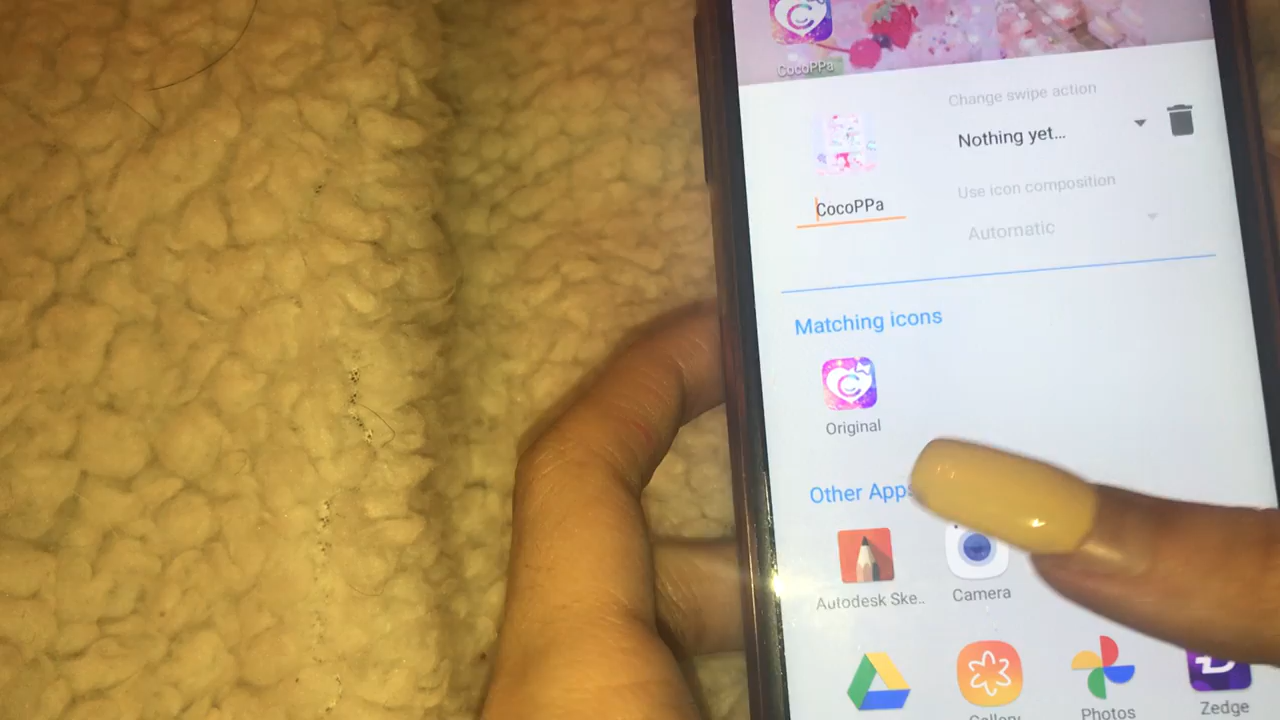 CocoPPa
Change swipe action
Nothing yet...
CocoPPa
Use icon composition
Automatic
Matching icons
Original
Other Apps
Autodesk Ske..
Camera
Gallery
Photos
Zedge